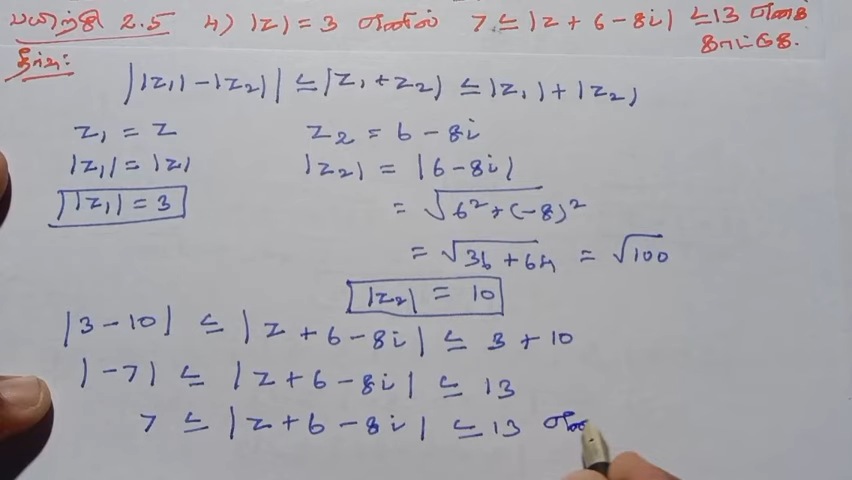 பயிற்சி 2.5 4) |z| = 3 எனில் 7 ≤ |z + 6 - 8i| ≤ 13 எனக்
காட்டுக.
தீர்வு:
||z₁| - |z₂|| ≤ |z₁ + z₂| ≤ |z₁| + |z₂|
z₁ = z z₂ = 6 - 8i
|z₁| = |z| |z₂| = |6 - 8i|
|z₁| = 3 = √6² + (-8)²
= √36 + 64 = √100
|z₂| = 10
|3 - 10| ≤ |z + 6 - 8i| ≤ 3 + 10
|-7| ≤ |z + 6 - 8i| ≤ 13
7 ≤ |z + 6 - 8i| ≤ 13